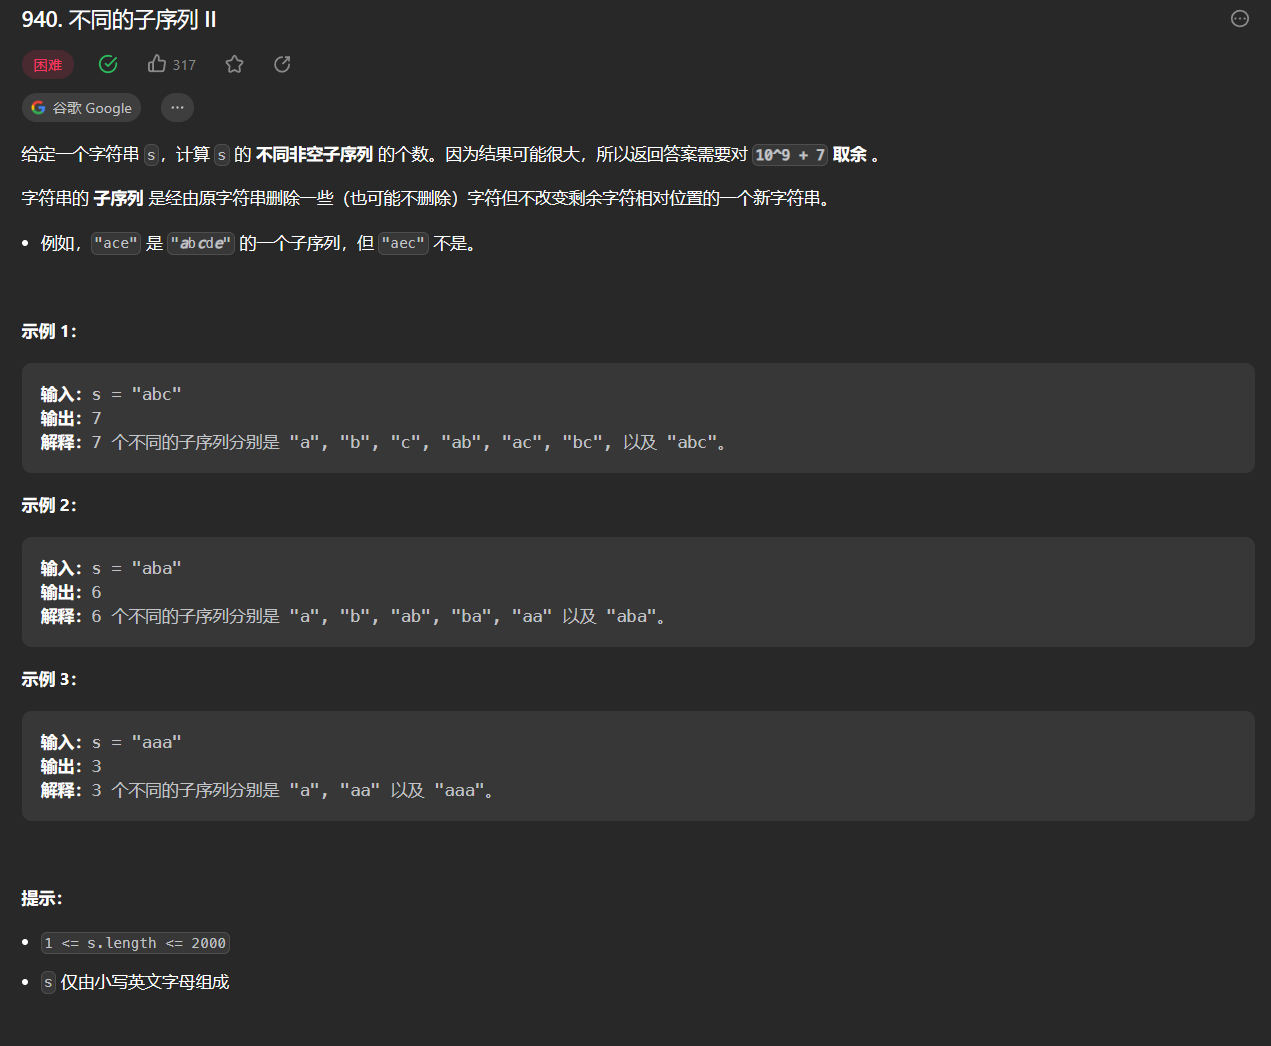 940. 不同的子序列 II
困难
317
谷歌 Google
给定一个字符串 s，计算 s 的 不同非空子序列 的个数。因为结果可能很大，所以返回答案需要对 10^9 + 7 取余 。
字符串的 子序列 是经由原字符串删除一些（也可能不删除）字符但不改变剩余字符相对位置的一个新字符串。
• 例如，"ace" 是 "abcde" 的一个子序列，但 "aec" 不是。
示例 1：
输入：s = "abc"
输出：7
解释：7 个不同的子序列分别是 "a", "b", "c", "ab", "ac", "bc", 以及 "abc"。
示例 2：
输入：s = "aba"
输出：6
解释：6 个不同的子序列分别是 "a", "b", "ab", "ba", "aa" 以及 "aba"。
示例 3：
输入：s = "aaa"
输出：3
解释：3 个不同的子序列分别是 "a", "aa" 以及 "aaa"。
提示：
• 1 <= s.length <= 2000
• s 仅由小写英文字母组成